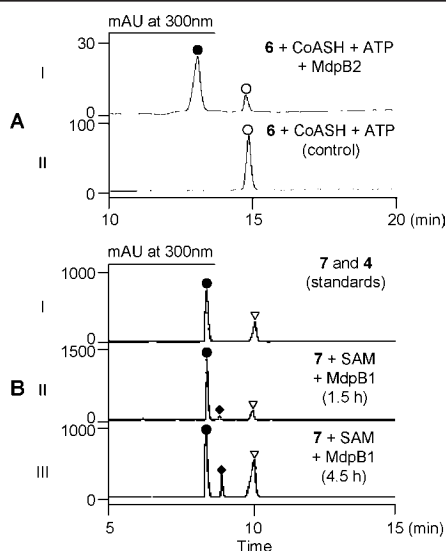 mAU at 300nm
30
0
I
6 + CoASH + ATP
+ MdpB2
A
100
0
II
6 + CoASH + ATP
(control)
10 15 20 (min)
mAU at 300nm
1000
0
I
7 and 4
(standards)
B
1500
0
II
7 + SAM
+ MdpB1
(1.5 h)
1000
0
III
7 + SAM
+ MdpB1
(4.5 h)
5 10 15 (min)
Time